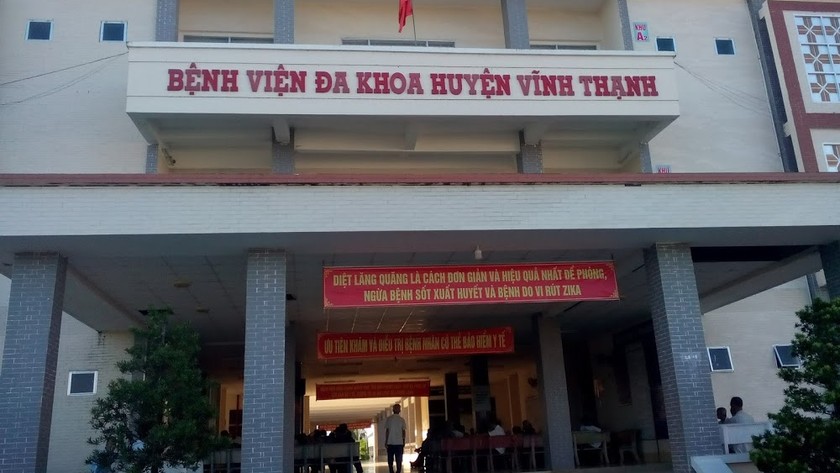 KHU
A2
BỆNH VIỆN ĐA KHOA HUYỆN VĨNH THẠNH
DIỆT LĂNG QUĂNG LÀ CÁCH ĐƠN GIẢN VÀ HIỆU QUẢ NHẤT ĐỂ PHÒNG,
NGỪA BỆNH SỐT XUẤT HUYẾT VÀ BỆNH DO VI RÚT ZIKA
ƯU TIÊN KHÁM VÀ ĐIỀU TRỊ BỆNH NHÂN CÓ THẺ BẢO HIỂM Y TẾ